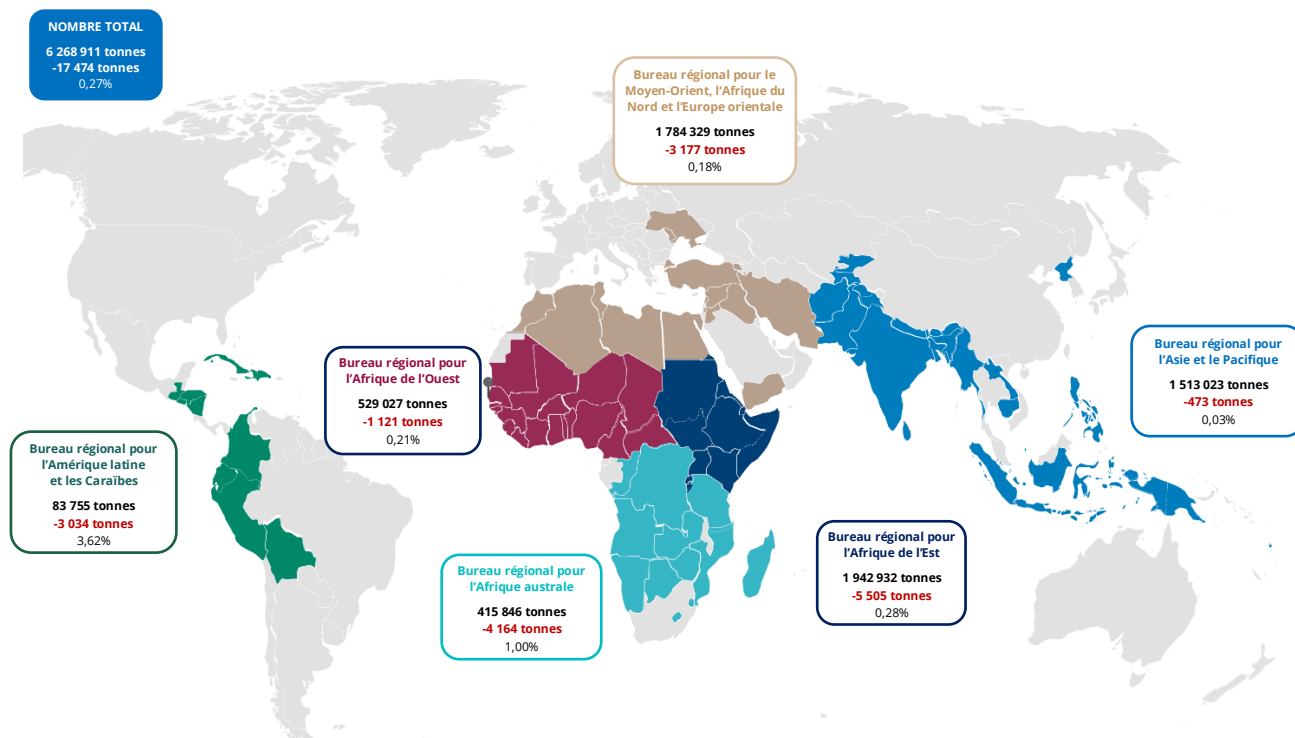 NOMBRE TOTAL
6 268 911 tonnes
-17 474 tonnes
0,27%
Bureau régional pour le
Moyen-Orient, l’Afrique du
Nord et l’Europe orientale
1 784 329 tonnes
-3 177 tonnes
0,18%
Bureau régional pour
l’Asie et le Pacifique
1 513 023 tonnes
-473 tonnes
0,03%
Bureau régional pour
l’Afrique de l’Ouest
529 027 tonnes
-1 121 tonnes
0,21%
Bureau régional pour
l’Amérique latine
et les Caraïbes
83 755 tonnes
-3 034 tonnes
3,62%
Bureau régional pour
l’Afrique de l’Est
1 942 932 tonnes
-5 505 tonnes
0,28%
Bureau régional pour
l’Afrique australe
415 846 tonnes
-4 164 tonnes
1,00%